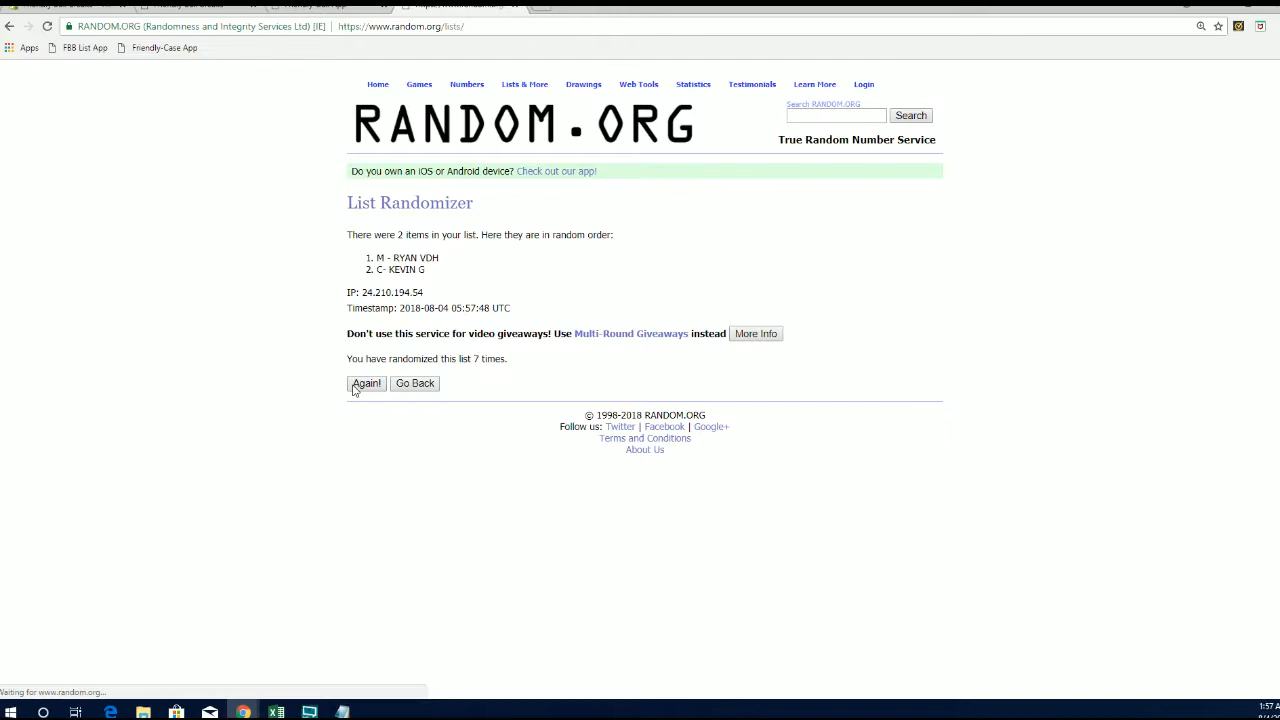 RANDOM.ORG (Randomness and Integrity Services Ltd) [IE] https://www.random.org/lists/
Apps FBB List App Friendly-Case App
Home Games Numbers Lists & More Drawings Web Tools Statistics Testimonials Learn More Login
RANDOM.ORG
Search RANDOM.ORG
Search
True Random Number Service
Do you own an iOS or Android device? Check out our app!
List Randomizer
There were 2 items in your list. Here they are in random order:
1. M - RYAN VDH
2. C- KEVIN G
IP: 24.210.194.54
Timestamp: 2018-08-04 05:57:48 UTC
Don't use this service for video giveaways! Use Multi-Round Giveaways instead More Info
You have randomized this list 7 times.
Again! Go Back
© 1998-2018 RANDOM.ORG
Follow us: Twitter | Facebook | Google+
Terms and Conditions
About Us
Waiting for www.random.org...
1:57